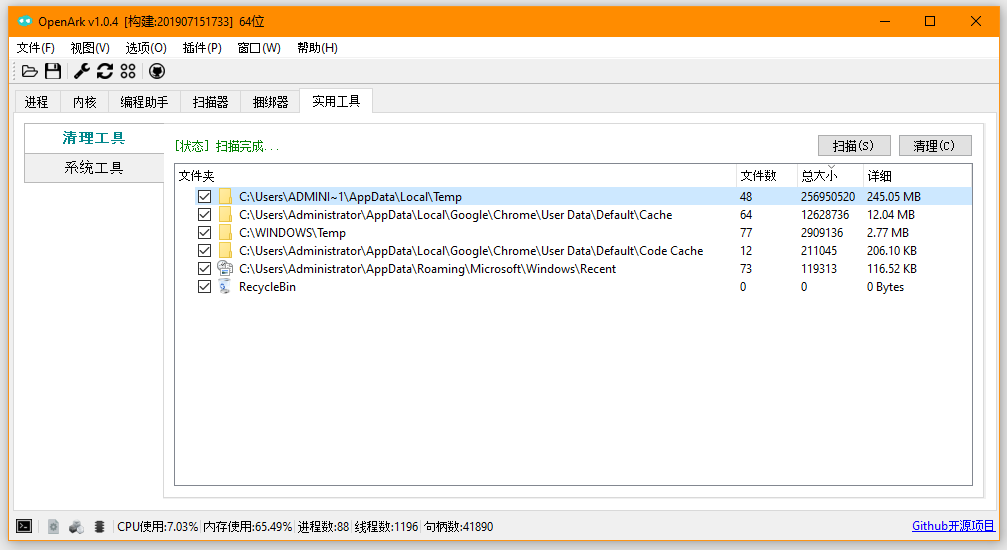 OpenArk v1.0.4 [构建:201907151733] 64位
文件(F) 视图(V) 选项(O) 插件(P) 窗口(W) 帮助(H)
进程 内核 编程助手 扫描器 捆绑器 实用工具
清理工具
系统工具
[状态] 扫描完成... 扫描(S) 清理(C)
文件夹 文件数 总大小 详细
C:\Users\ADMINI~1\AppData\Local\Temp 48 256950520 245.05 MB
C:\Users\Administrator\AppData\Local\Google\Chrome\User Data\Default\Cache 64 12628736 12.04 MB
C:\WINDOWS\Temp 77 2909136 2.77 MB
C:\Users\Administrator\AppData\Local\Google\Chrome\User Data\Default\Code Cache 12 211045 206.10 KB
C:\Users\Administrator\AppData\Roaming\Microsoft\Windows\Recent 73 119313 116.52 KB
RecycleBin 0 0 0 Bytes
CPU使用:7.03% 内存使用:65.49% 进程数:88 线程数:1196 句柄数:41890 Github开源项目